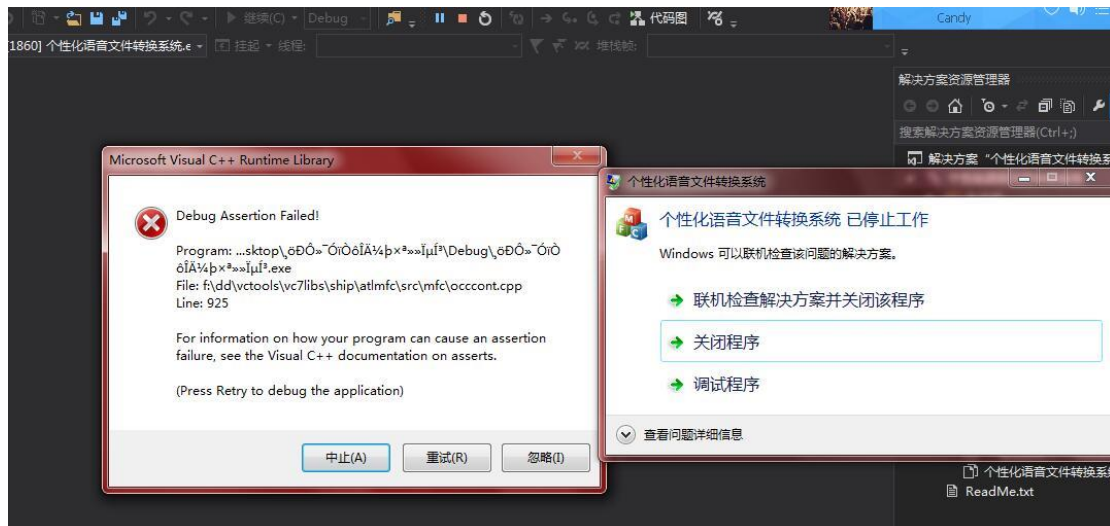 继续(C)
Debug
代码图
Candy
[1860] 个性化语音文件转换系统.e
挂起
线程:
堆栈帧:
解决方案资源管理器
搜索解决方案资源管理器(Ctrl+;)
解决方案“个性化语音文件转换系
Microsoft Visual C++ Runtime Library
Debug Assertion Failed!
Program: ...sktop\¸öÐÔ»¯ÓïÒ
ôÎÄ¼þ×ª»»ÏµÍ³\Debug\¸öÐÔ»¯ÓïÒ
ôÎÄ¼þ×ª»»ÏµÍ³.exe
File: f:\dd\vctools\vc7libs\ship\atlmfc\src\mfc\occcont.cpp
Line: 925
For information on how your program can cause an assertion
failure, see the Visual C++ documentation on asserts.
(Press Retry to debug the application)
中止(A)
重试(R)
忽略(I)
个性化语音文件转换系统
个性化语音文件转换系统 已停止工作
Windows 可以联机检查该问题的解决方案。
联机检查解决方案并关闭该程序
关闭程序
调试程序
查看问题详细信息
个性化语音文件转换系
ReadMe.txt